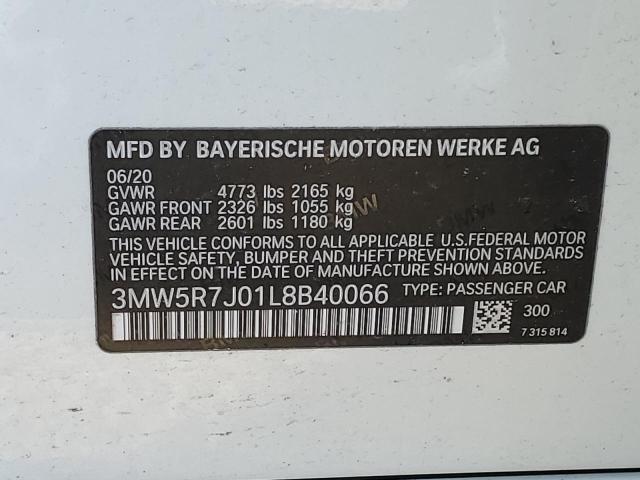 MFD BY BAYERISCHE MOTOREN WERKE AG
06/20
GVWR 4773 lbs 2165 kg
GAWR FRONT 2326 lbs 1055 kg
GAWR REAR 2601 lbs 1180 kg
THIS VEHICLE CONFORMS TO ALL APPLICABLE U.S.FEDERAL MOTOR
VEHICLE SAFETY, BUMPER AND THEFT PREVENTION STANDARDS
IN EFFECT ON THE DATE OF MANUFACTURE SHOWN ABOVE.
3MW5R7J01L8B40066 TYPE: PASSENGER CAR
300
7 315 814